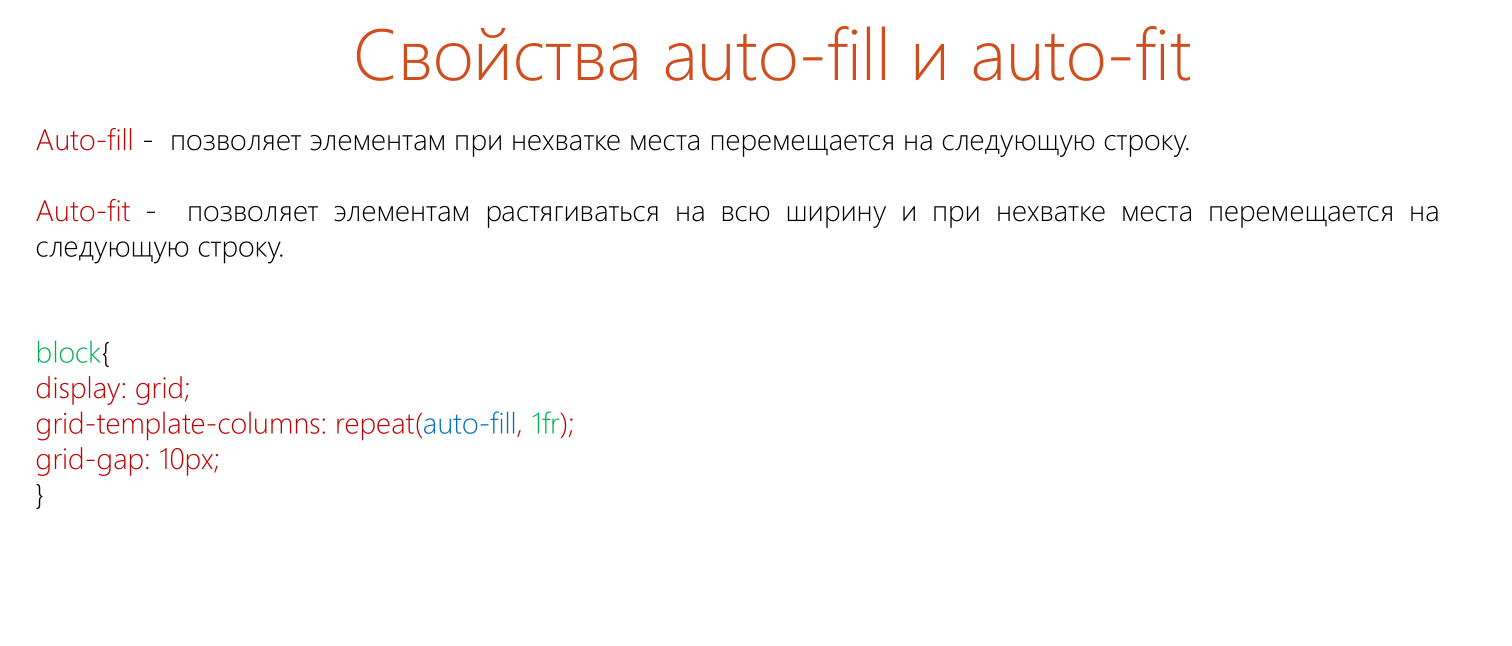 Свойства auto-fill и auto-fit
Auto-fill - позволяет элементам при нехватке места перемещается на следующую строку.
Auto-fit - позволяет элементам растягиваться на всю ширину и при нехватке места перемещается на
следующую строку.
block{
display: grid;
grid-template-columns: repeat(auto-fill, 1fr);
grid-gap: 10px;
}